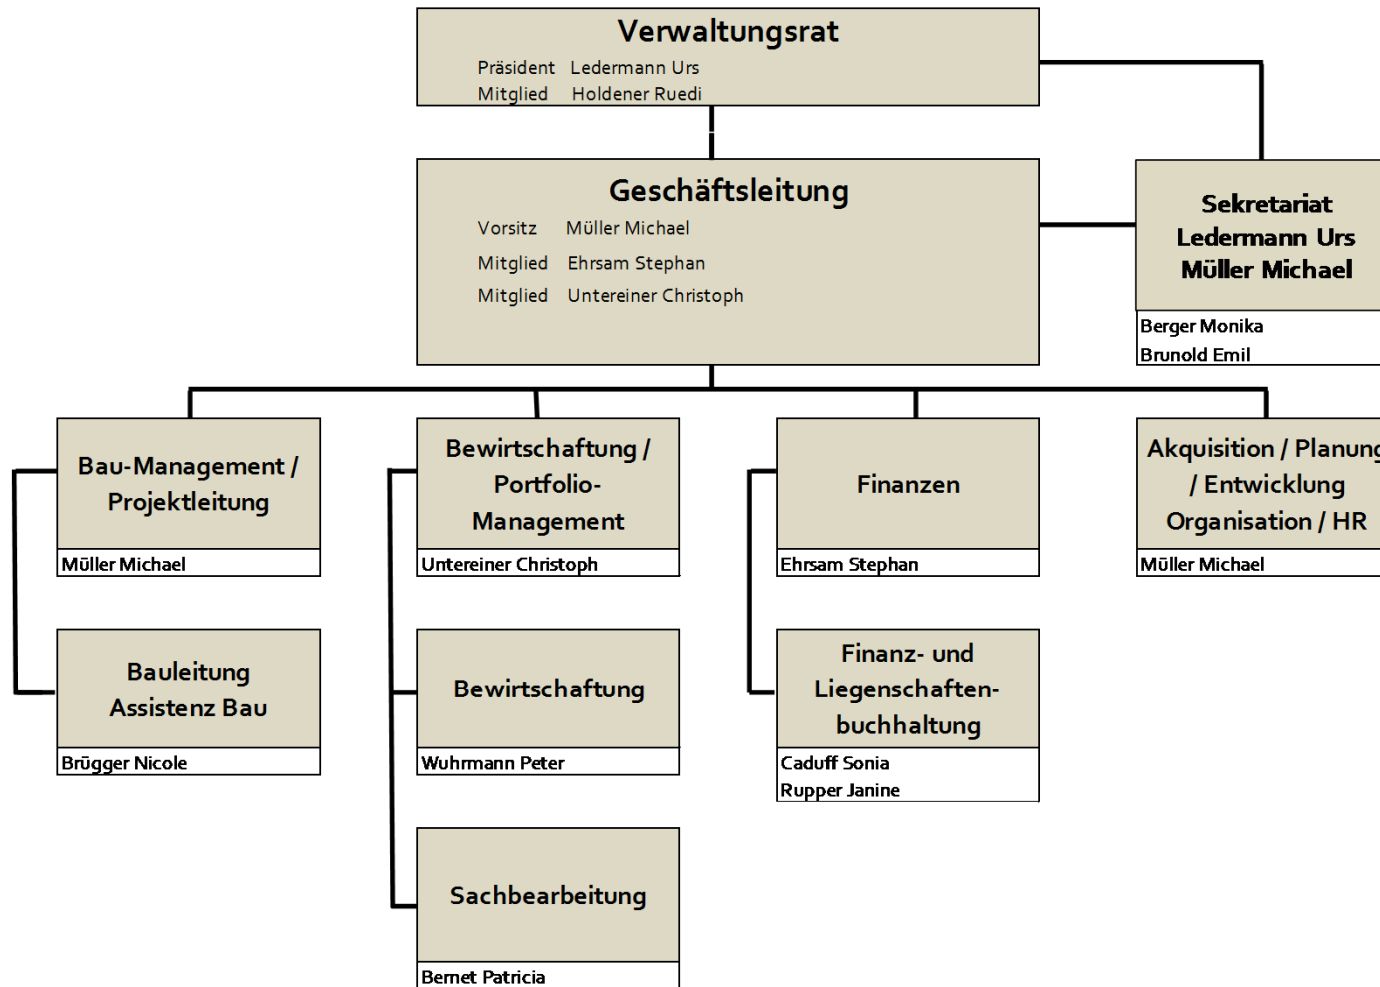 Verwaltungsrat
Präsident Ledermann Urs
Mitglied Holdener Ruedi
Geschäftsleitung
Vorsitz Müller Michael
Mitglied Ehrsam Stephan
Mitglied Untereiner Christoph
Sekretariat
Ledermann Urs
Müller Michael
Berger Monika
Brunold Emil
Bau-Management /
Projektleitung
Müller Michael
Bewirtschaftung /
Portfolio-
Management
Untereiner Christoph
Finanzen
Ehrsam Stephan
Akquisition / Planung
/ Entwicklung
Organisation / HR
Müller Michael
Bauleitung
Assistenz Bau
Brügger Nicole
Bewirtschaftung
Wuhrmann Peter
Finanz- und
Liegenschaften-
buchhaltung
Caduff Sonia
Rupper Janine
Sachbearbeitung
Bernet Patricia